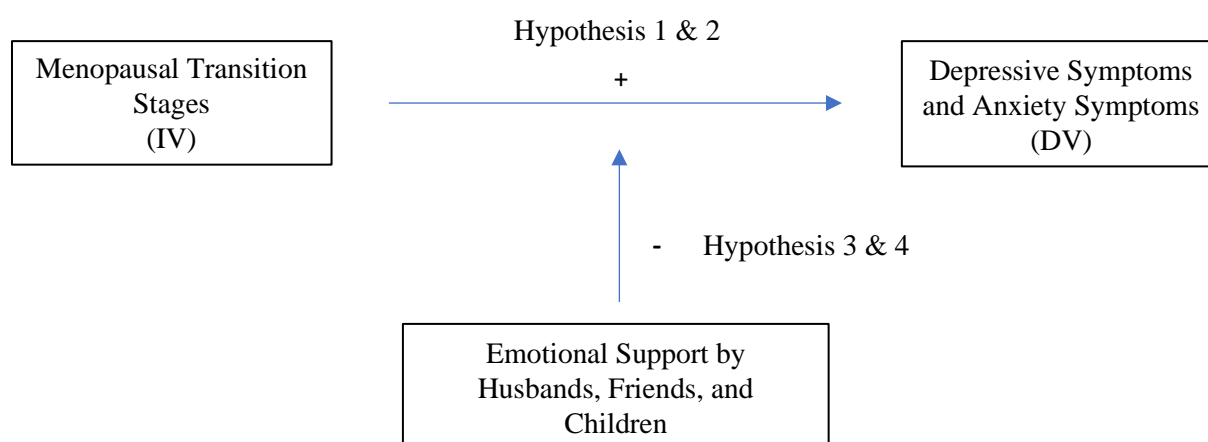 Hypothesis 1 & 2
+
Menopausal Transition
Stages
(IV)
Depressive Symptoms
and Anxiety Symptoms
(DV)
- Hypothesis 3 & 4
Emotional Support by
Husbands, Friends, and
Children